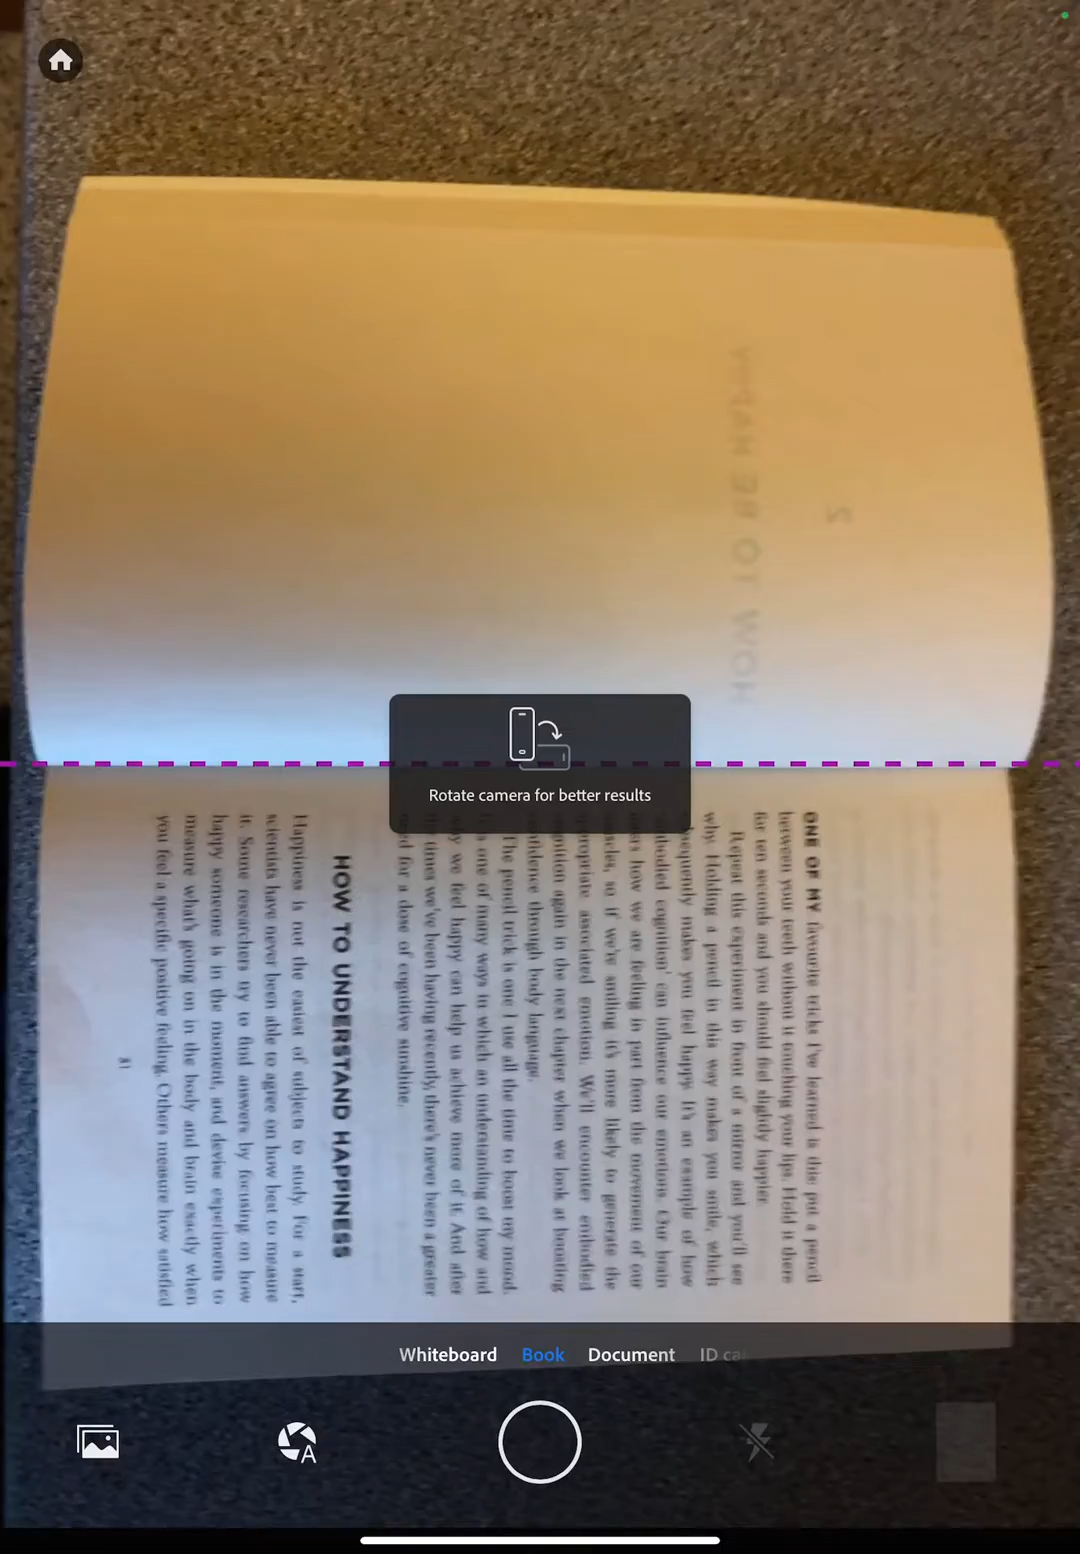 HOW TO BE HAPPY
2
Rotate camera for better results
ONE OF MY favourite tricks I've learned is this: put a pencil
between your teeth without it touching your lips. Hold it there
for ten seconds and you should feel slightly happier.
Repeat this experiment in front of a mirror and you'll see
why. Holding a pencil in this way makes you smile, which
sequently makes you feel happy. It's an example of how
embodied cognition' can influence our emotions. Our brain
how we are feeling in part from the movement of our
muscles, so if we're smiling it's more likely to generate the
appropriate associated emotion. We'll encounter embodied
cognition again in the next chapter when we look at boosting
confidence through body language.
The pencil trick is one I use all the time to boost my mood.
one of many ways in which an understanding of how and
why we feel happy can help us achieve more of it. And after
times we've been having recently, there's never been a greater
need for a dose of cognitive sunshine.
HOW TO UNDERSTAND HAPPINESS
Happiness is not the easiest of subjects to study. For a start,
scientists have never been able to agree on how best to measure
it. Some researchers try to find answers by focusing on how
happy someone is in the moment, and devise experiments to
measure what's going on in the body and brain exactly when
you feel a specific positive feeling. Others measure how satisfied
31
Whiteboard Book Document ID ca
A